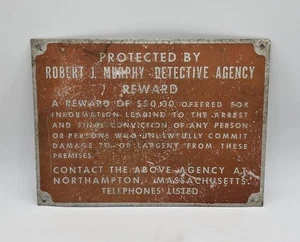 PROTECTED BY
ROBERT J. MURPHY DETECTIVE AGENCY
REWARD
A REWARD OF $50.00 OFFERED FOR
INFORMATION LEADING TO THE ARREST
AND FINAL CONVICTION OF ANY PERSON
OR PERSONS WHO UNLAWFULLY COMMIT
DAMAGE TO OR LARCENY FROM THESE
PREMISES.
CONTACT THE ABOVE AGENCY AT
NORTHAMPTON, MASSACHUSETTS.
TELEPHONES LISTED